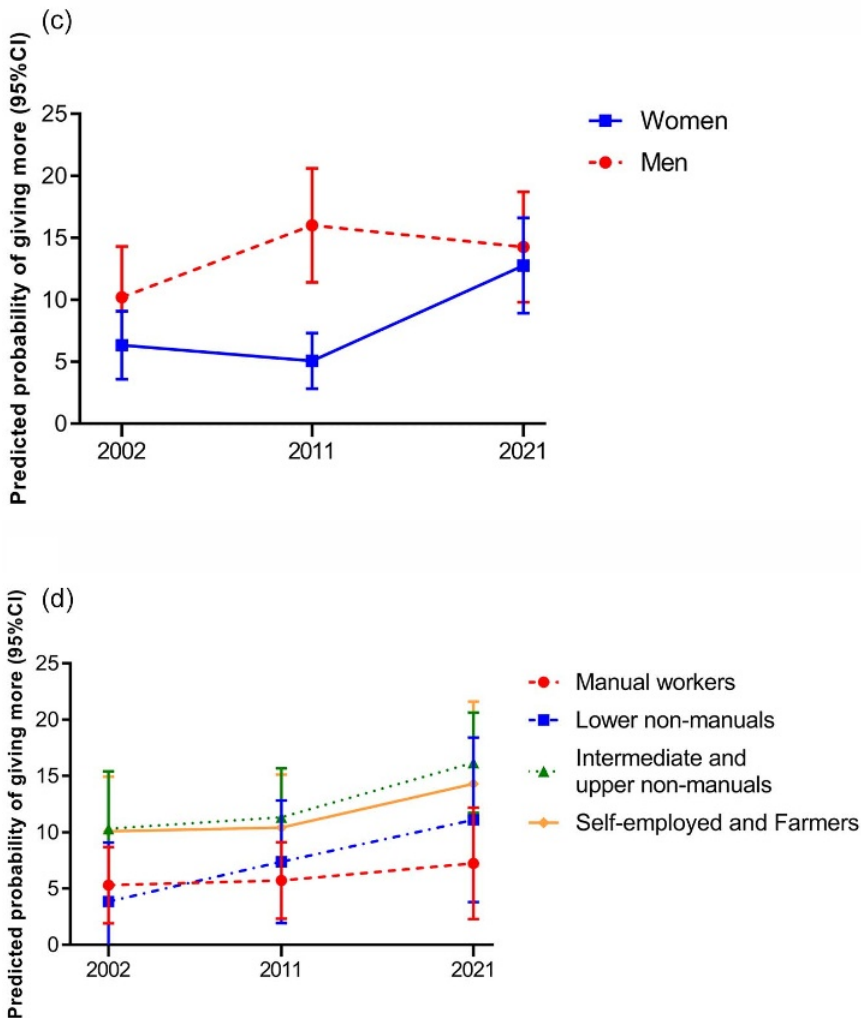 (c)
Predicted probability of giving more (95%CI)
25
20
15
10
5
0
2002
2011
2021
Women
Men
(d)
Predicted probability of giving more (95%CI)
25
20
15
10
5
0
2002
2011
2021
Manual workers
Lower non-manuals
Intermediate and
upper non-manuals
Self-employed and Farmers